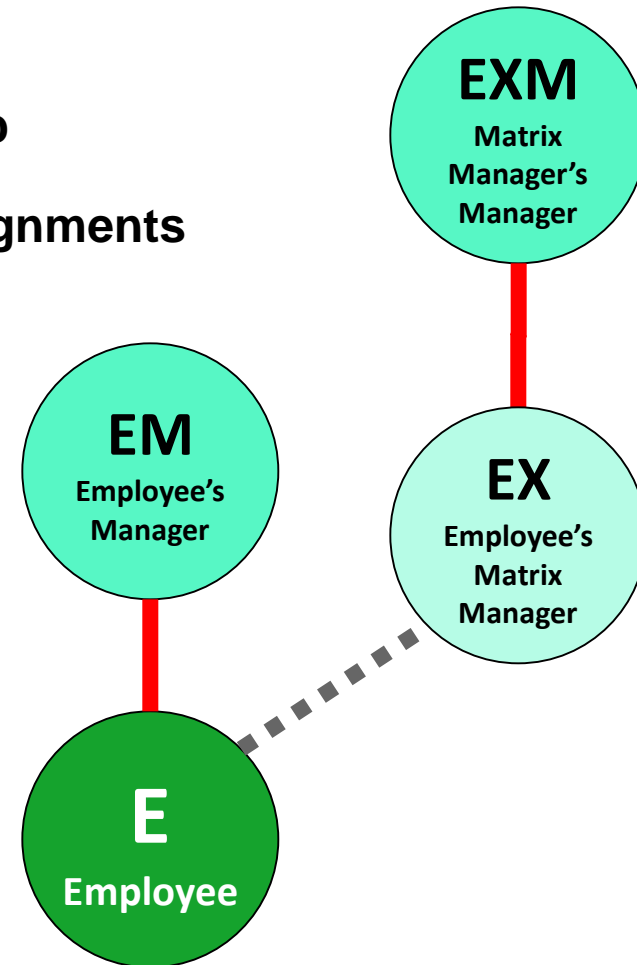 gnments
EXM
Matrix
Manager's
Manager
EM
Employee's
Manager
EX
Employee's
Matrix
Manager
E
Employee